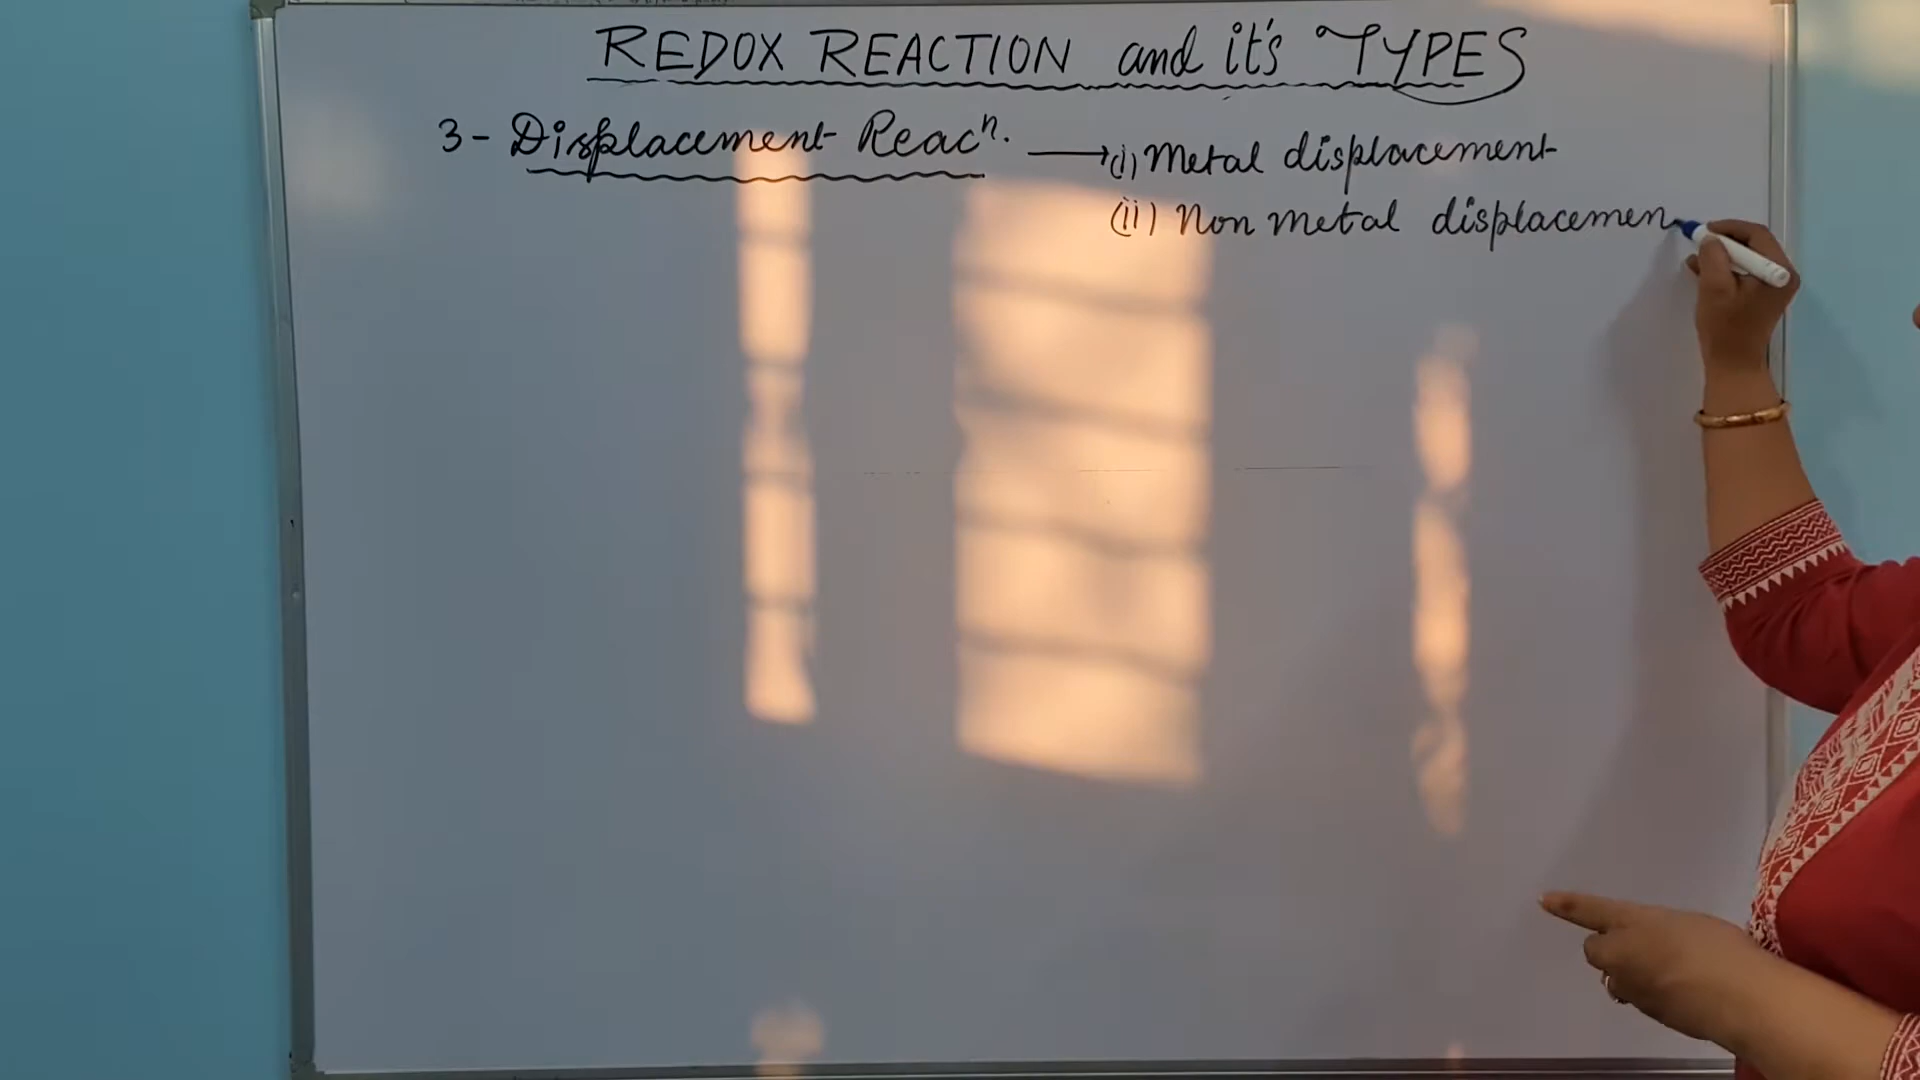 REDOX REACTION and it's TYPES
3- Displacement Reacⁿ. →(i) Metal displacement
(ii) Non metal displacemen